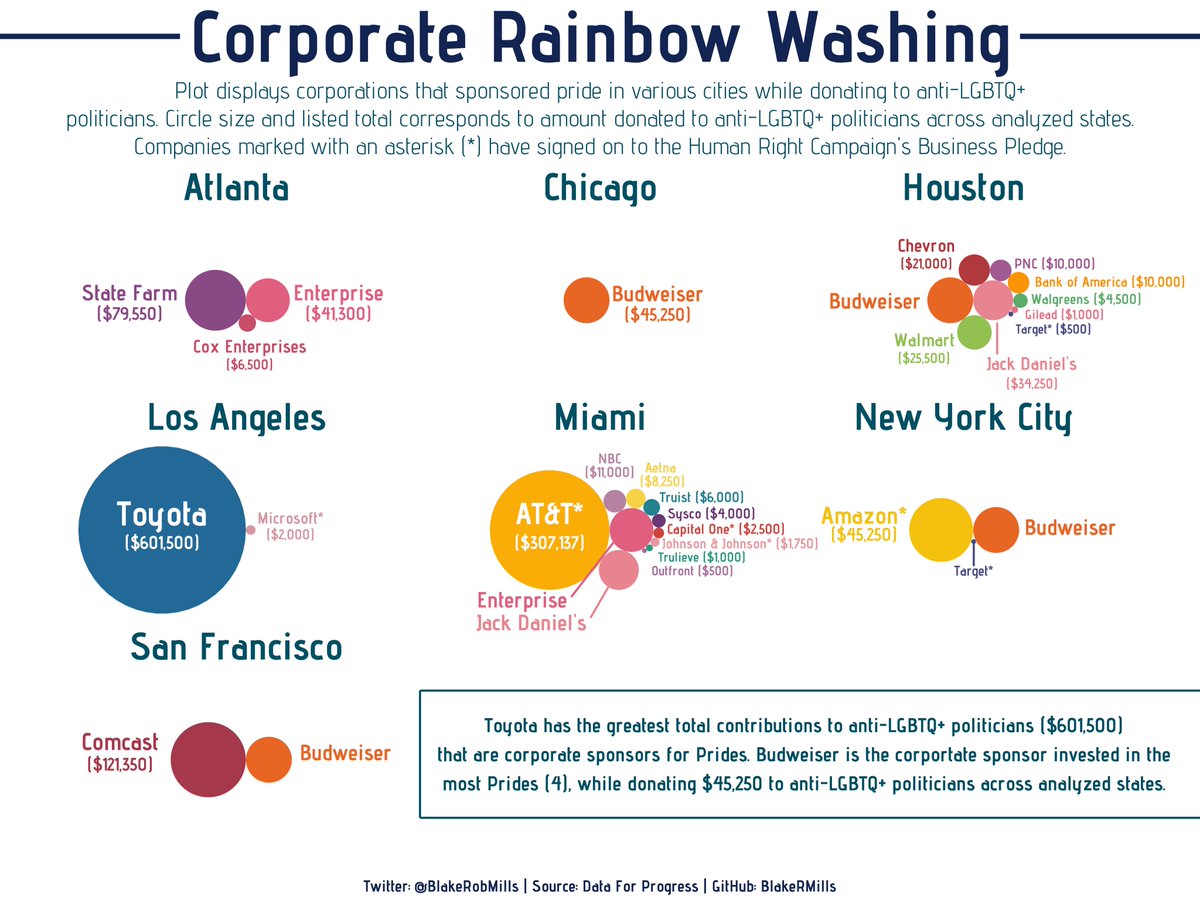 Corporate Rainbow Washing
Plot displays corporations that sponsored pride in various cities while donating to anti-LGBTQ+
politicians. Circle size and listed total corresponds to amount donated to anti-LGBTQ+ politicians across analyzed states.
Companies marked with an asterisk (*) have signed on to the Human Right Campaign's Business Pledge.
Atlanta
State Farm
($79,550)
Enterprise
($41,300)
Cox Enterprises
($6,500)
Chicago
Budweiser
($45,250)
Houston
Chevron
($21,000)
PNC ($10,000)
Bank of America ($10,000)
Budweiser
Walgreens ($4,500)
Gilead ($1,000)
Target* ($500)
Walmart
($25,500)
Jack Daniel's
($34,250)
Los Angeles
Toyota
($601,500)
Microsoft*
($2,000)
Miami
NBC
($11,000)
Aetna
($8,250)
AT&T*
($307,137)
Truist ($6,000)
Sysco ($4,000)
Capital One* ($2,500)
Johnson & Johnson* ($1,750)
Trulieve ($1,000)
Outfront ($500)
Enterprise
Jack Daniel's
New York City
Amazon*
($45,250)
Budweiser
Target*
San Francisco
Comcast
($121,350)
Budweiser
Toyota has the greatest total contributions to anti-LGBTQ+ politicians ($601,500)
that are corporate sponsors for Prides. Budweiser is the corportate sponsor invested in the
most Prides (4), while donating $45,250 to anti-LGBTQ+ politicians across analyzed states.
Twitter: @BlakeRobMills | Source: Data For Progress | GitHub: BlakeRMills